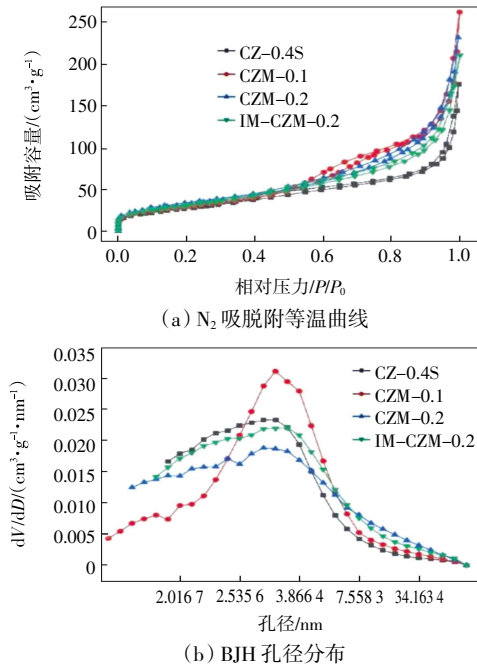 250
200
150
100
50
0
吸附容量/(cm³·g⁻¹)
CZ-0.4S
CZM-0.1
CZM-0.2
IM-CZM-0.2
0.0 0.2 0.4 0.6 0.8 1.0
相对压力/P/P₀
(a) N₂ 吸脱附等温曲线
0.035
0.030
0.025
0.020
0.015
0.010
0.005
0
dV/dD/(cm³·g⁻¹·nm⁻¹)
CZ-0.4S
CZM-0.1
CZM-0.2
IM-CZM-0.2
2.016 7 2.535 6 3.866 4 7.558 3 34.163 4
孔径/nm
(b) BJH 孔径分布